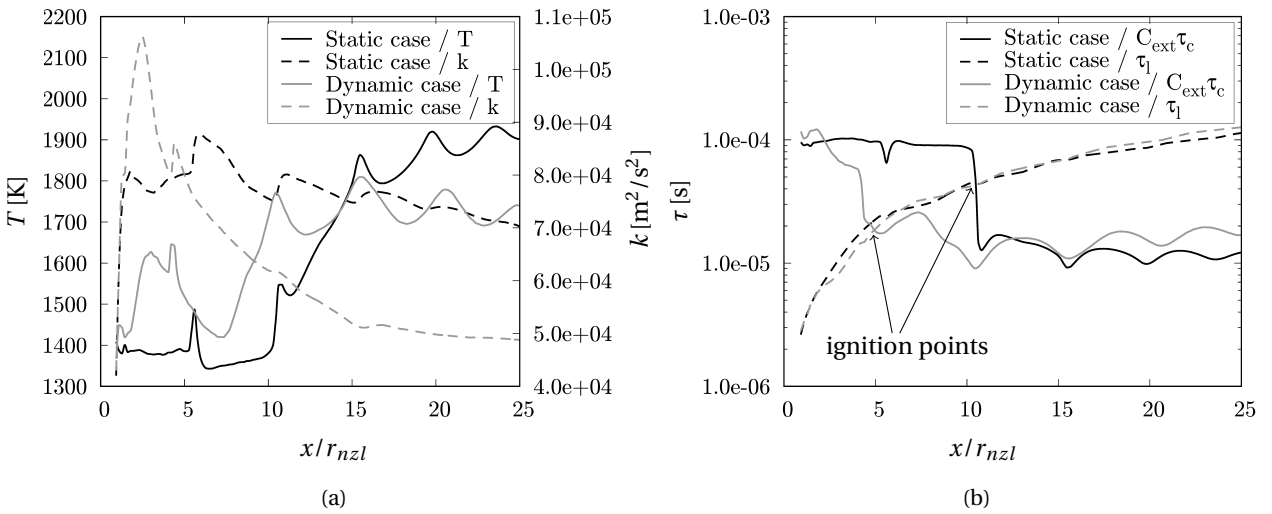 2200
2100
2000
1900
1800
1700
1600
1500
1400
1300
T [K]
0
5
10
15
20
25
x/r_nzl
1.1e+05
1.0e+05
9.0e+04
8.0e+04
7.0e+04
6.0e+04
5.0e+04
4.0e+04
k [m²/s²]
Static case / T
Static case / k
Dynamic case / T
Dynamic case / k
(a)
1.0e-03
1.0e-04
1.0e-05
1.0e-06
τ [s]
0
5
10
15
20
25
x/r_nzl
Static case / C_ext τ_c
Static case / τ_l
Dynamic case / C_ext τ_c
Dynamic case / τ_l
ignition points
(b)